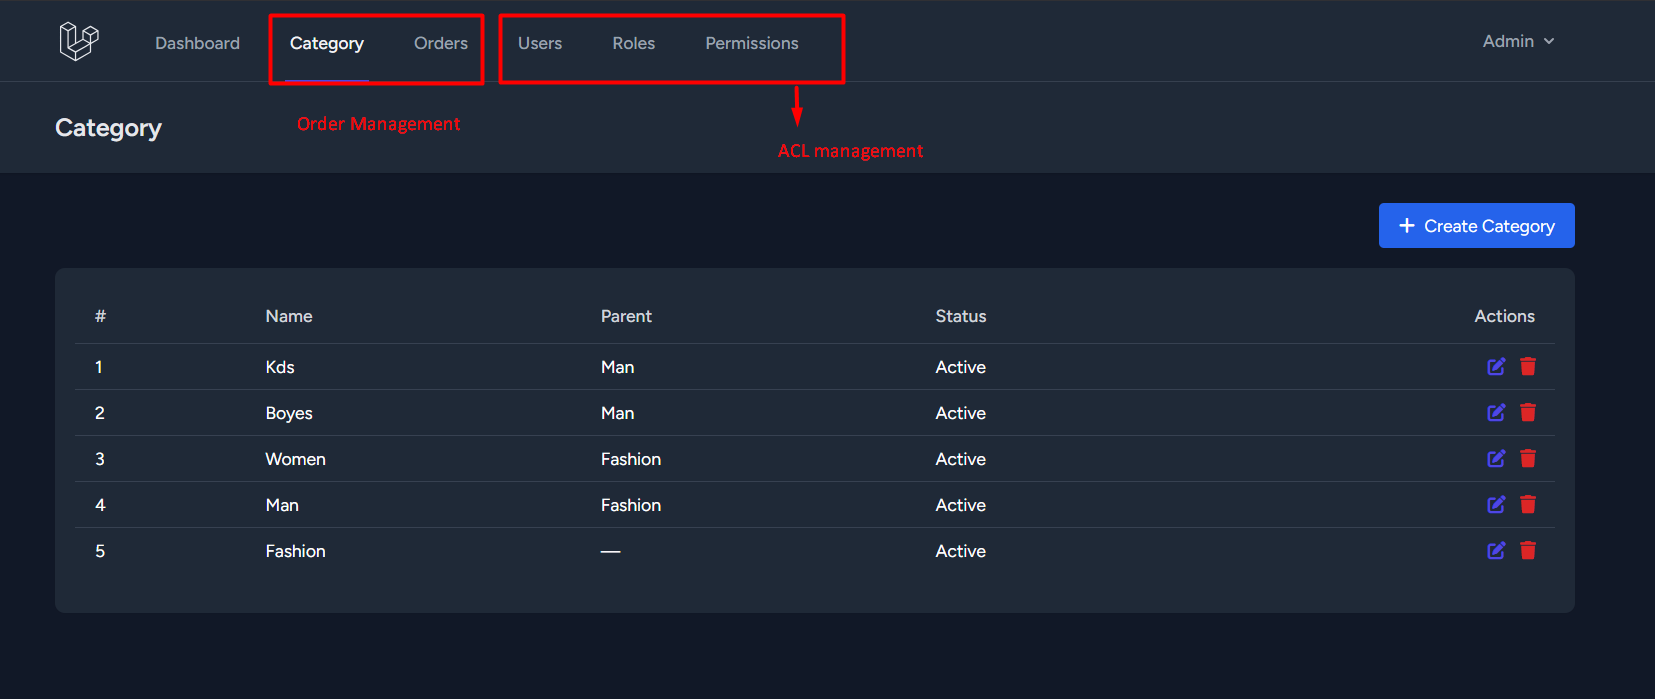 Dashboard Category Orders Users Roles Permissions Admin
Category
Order Management
ACL management
Create Category
# Name Parent Status Actions
1 Kds Man Active
2 Boyes Man Active
3 Women Fashion Active
4 Man Fashion Active
5 Fashion — Active